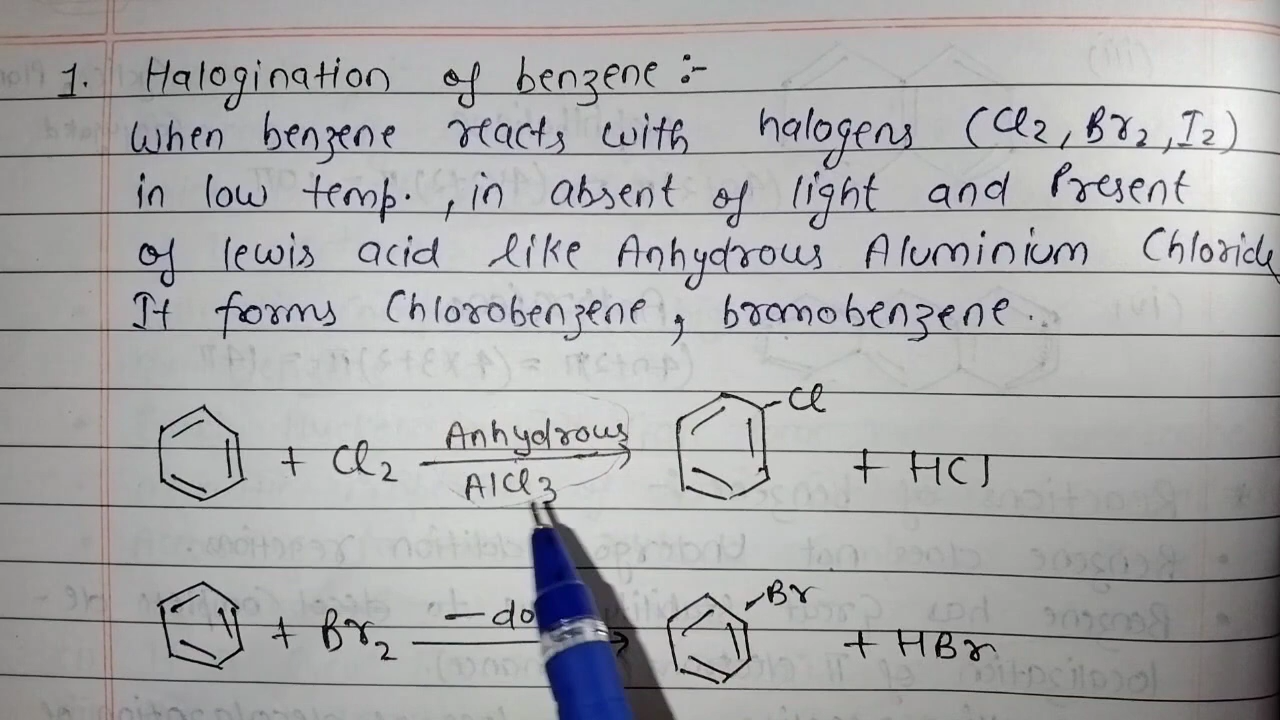 1. Halogination of benzene :-
When benzene reacts with halogens (Cl2, Br2, I2)
in low temp., in absent of light and Present
of lewis acid like Anhydrous Aluminium Chloride
It forms Chlorobenzene, bromobenzene.
+ Cl2 Anhydrous AlCl3 → Cl + HCl
+ Br2 — do → Br + HBr